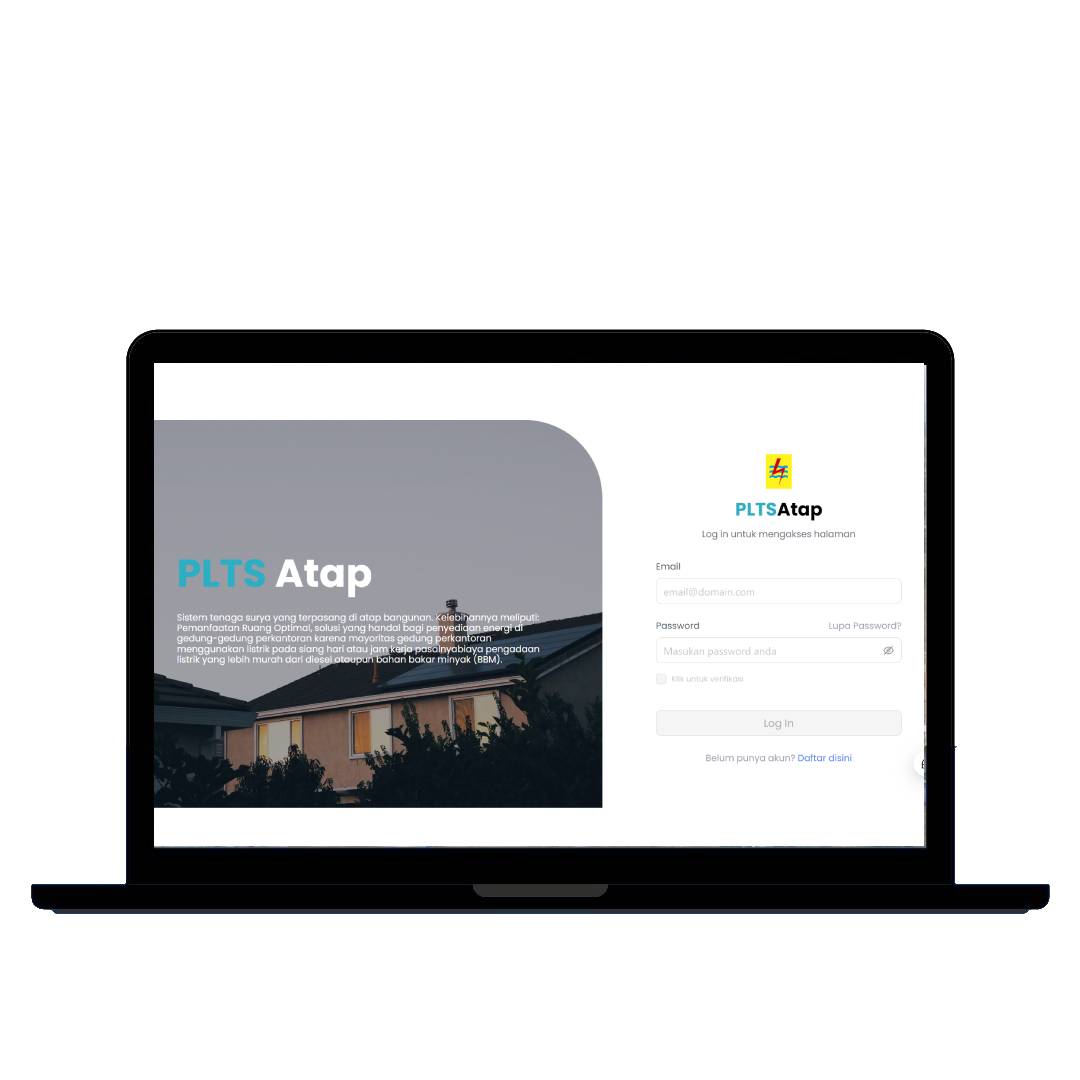 PLTS Atap
Sistem tenaga surya yang terpasang di atap bangunan. Kelebihannya meliputi:
Pemanfaatan Ruang Optimal, solusi yang handal bagi penyediaan energi di
gedung-gedung perkantoran karena mayoritas gedung perkantoran
menggunakan listrik pada siang hari atau jam kerja pasalnyabiaya pengadaan
listrik yang lebih murah dari diesel ataupun bahan bakar minyak (BBM).
PLTSAtap
Log in untuk mengakses halaman
Email
email@domain.com
Password Lupa Password?
Masukan password anda
Klik untuk verifikasi
Log In
Belum punya akun? Daftar disini